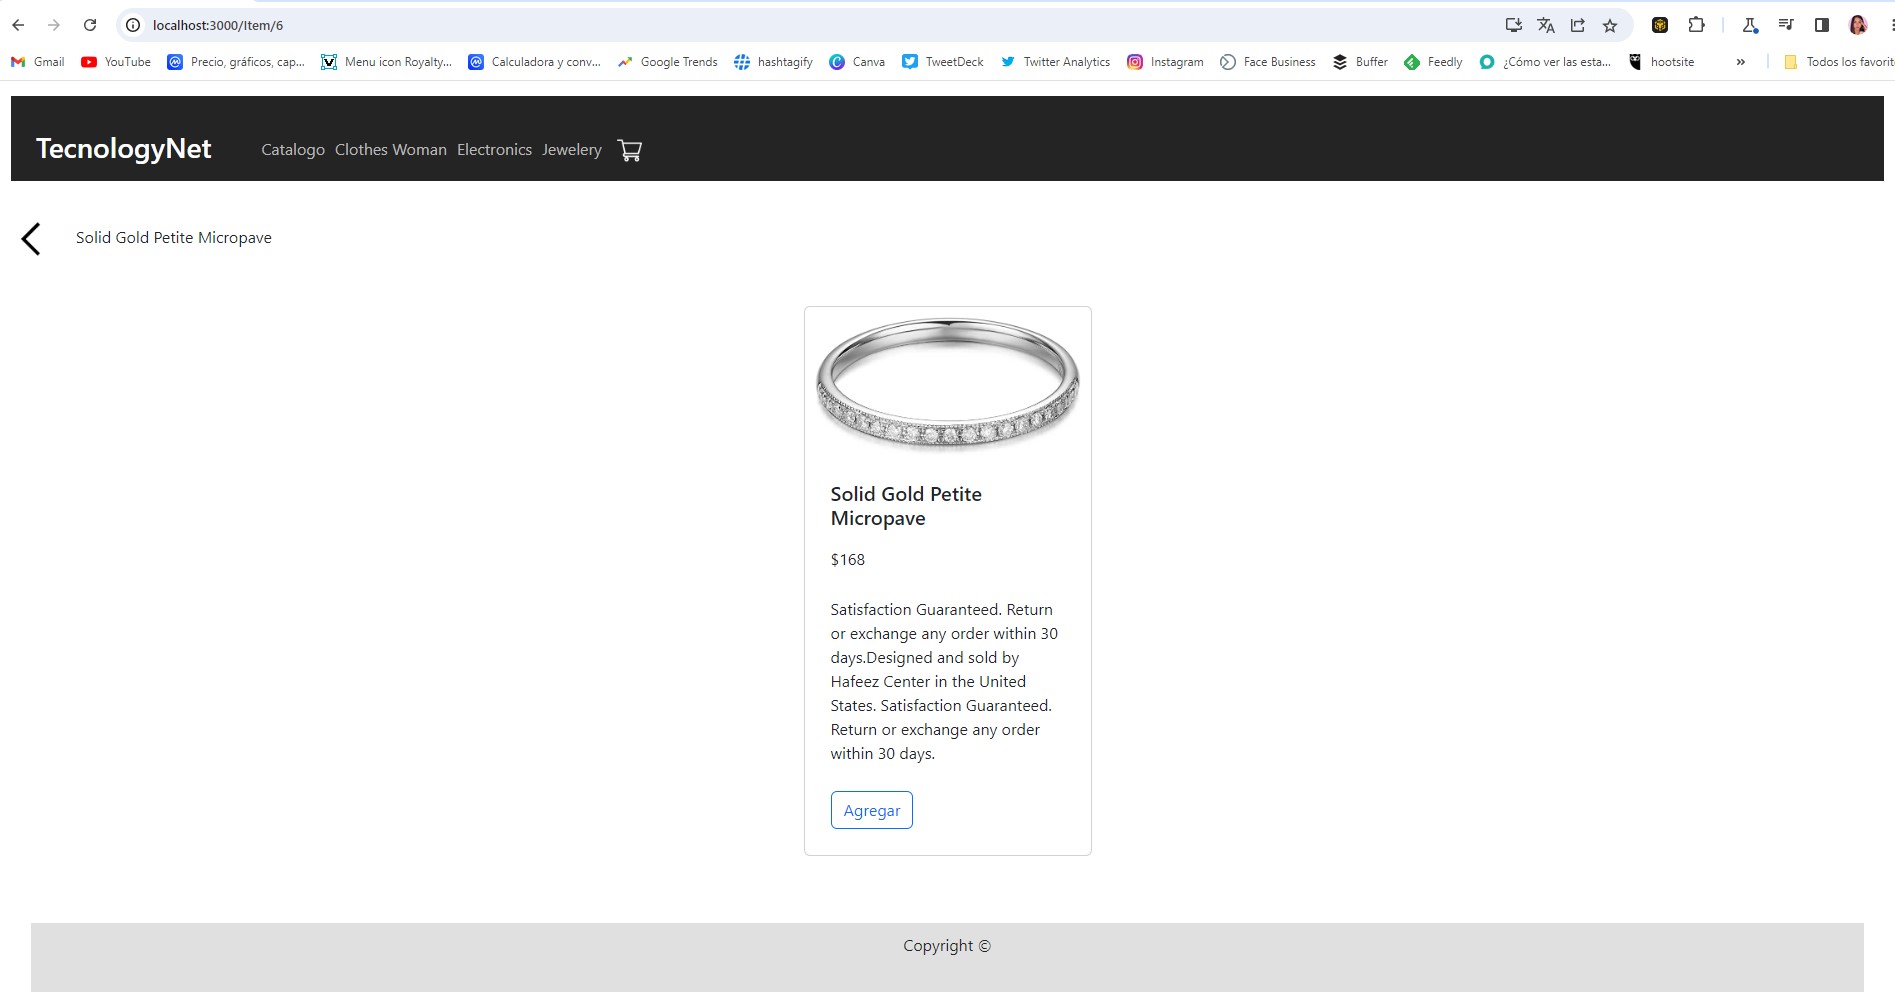 localhost:3000/Item/6
Gmail YouTube Precio, gráficos, cap... Menu icon Royalty... Calculadora y conv... Google Trends hashtagify Canva TweetDeck Twitter Analytics Instagram Face Business Buffer Feedly ¿Cómo ver las esta... hootsite » Todos los favorit
TecnologyNet Catalogo Clothes Woman Electronics Jewelery
Solid Gold Petite Micropave
Solid Gold Petite
Micropave
$168
Satisfaction Guaranteed. Return
or exchange any order within 30
days.Designed and sold by
Hafeez Center in the United
States. Satisfaction Guaranteed.
Return or exchange any order
within 30 days.
Agregar
Copyright ©